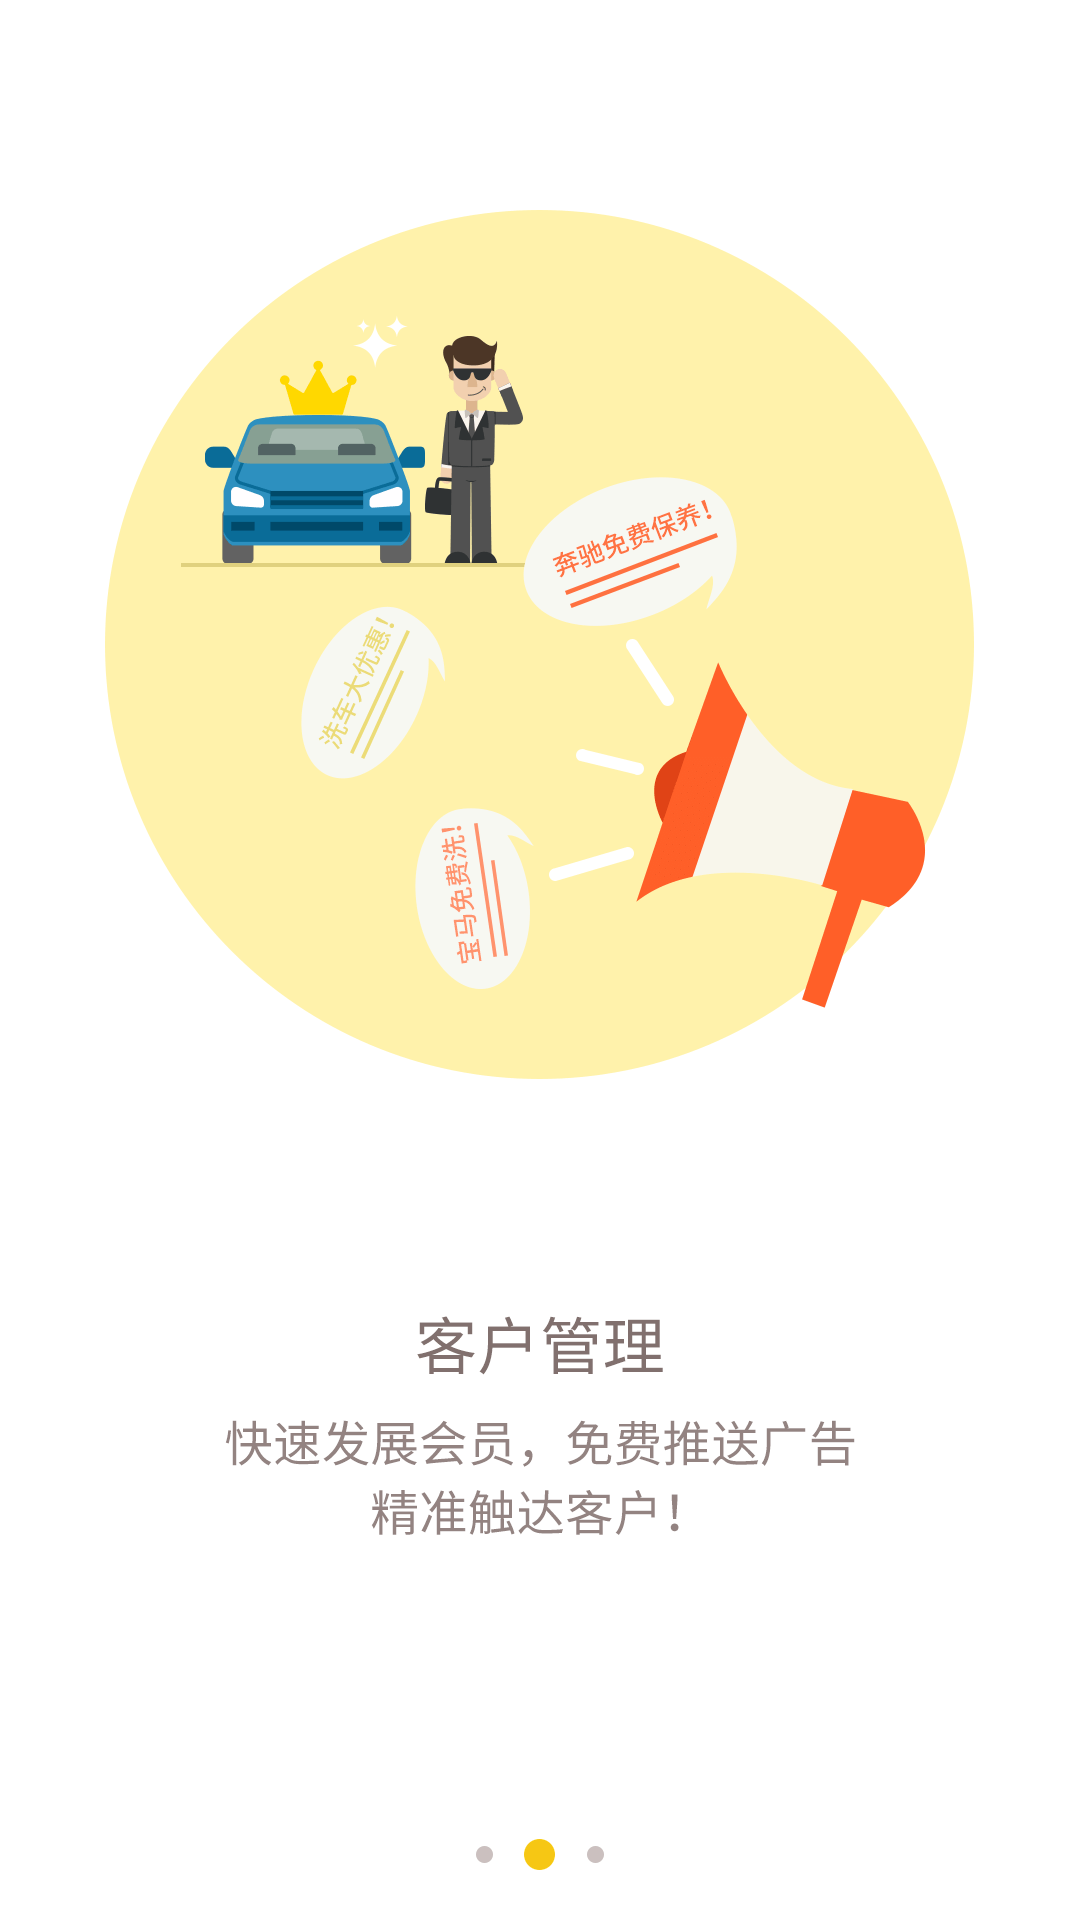 奔驰免费保养！
洗车大优惠！
宝马免费洗！
客户管理
快速发展会员，免费推送广告
精准触达客户！